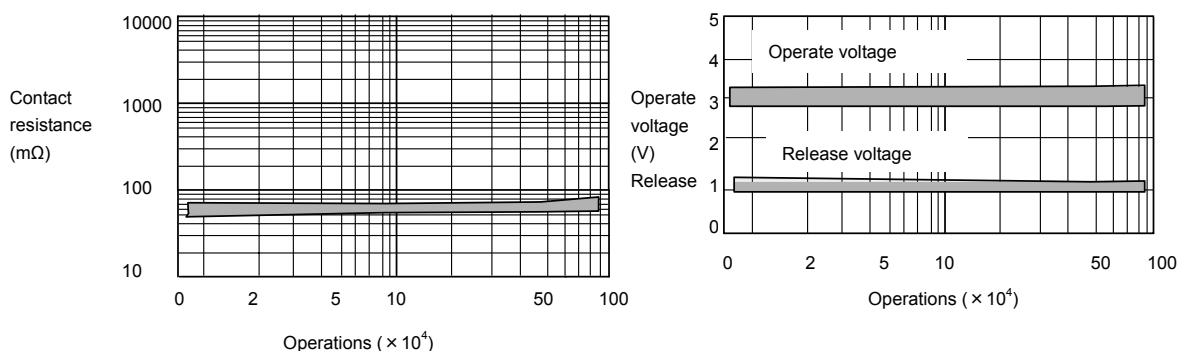 10000
1000
100
10
Contact
resistance
(mΩ)
0 2 5 10 50 100
Operations ( × 10⁴)
5
4
3
2
1
0
Operate
voltage
(V)
Release
Operate voltage
Release voltage
0 2 5 10 50 100
Operations ( × 10⁴)